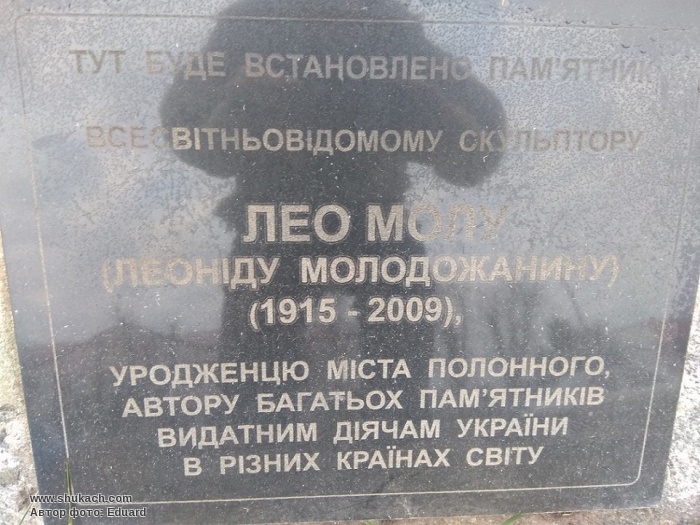 ТУТ БУДЕ ВСТАНОВЛЕНО ПАМ'ЯТНИК
ВСЕСВІТНЬОВІДОМОМУ СКУЛЬПТОРУ
ЛЕО МОЛУ
(ЛЕОНІДУ МОЛОДОЖАНИНУ)
(1915 - 2009),
УРОДЖЕНЦЮ МІСТА ПОЛОННОГО,
АВТОРУ БАГАТЬОХ ПАМ'ЯТНИКІВ
ВИДАТНИМ ДІЯЧАМ УКРАЇНИ
В РІЗНИХ КРАЇНАХ СВІТУ
www.shukach.com
Автор фото: Eduard